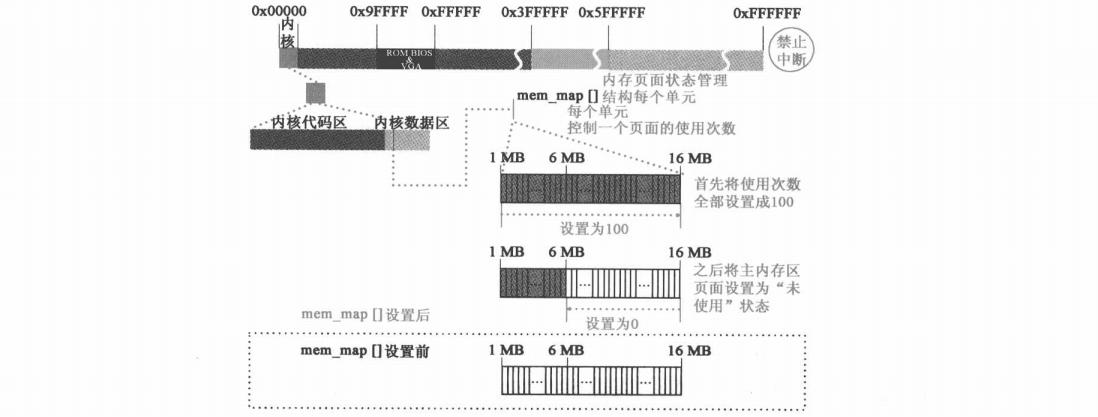 0x00000 0x9FFFF 0xFFFFF 0x3FFFFF 0x5FFFFF 0xFFFFFF
内核
ROM BIOS
&
VGA
禁止
中断
内存页面状态管理
mem_map [] 结构每个单元
每个单元
控制一个页面的使用次数
内核代码区 内核数据区
1 MB 6 MB 16 MB
...
...
...
首先将使用次数
全部设置成100
设置为100
1 MB 6 MB 16 MB
...
...
...
之后将主内存区
页面设置为“未
使用”状态
设置为0
mem_map [] 设置后
mem_map [] 设置前
1 MB 6 MB 16 MB
...
...
...